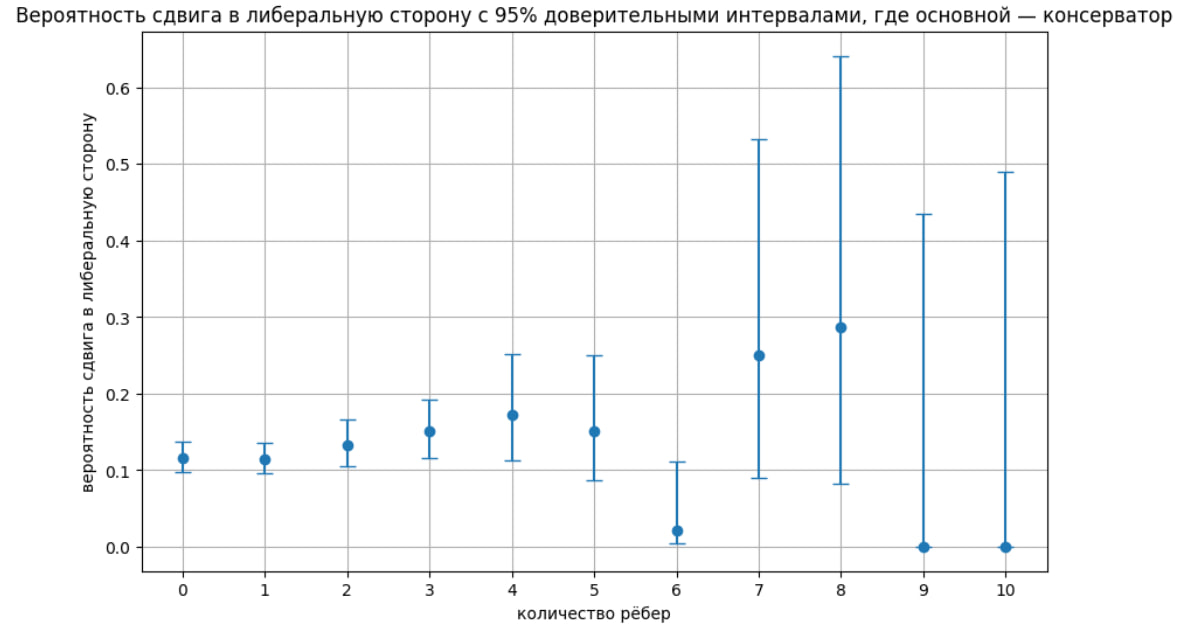 Вероятность сдвига в либеральную сторону с 95% доверительными интервалами, где основной — консерватор
вероятность сдвига в либеральную сторону
0.6
0.5
0.4
0.3
0.2
0.1
0.0
0 1 2 3 4 5 6 7 8 9 10
количество рёбер